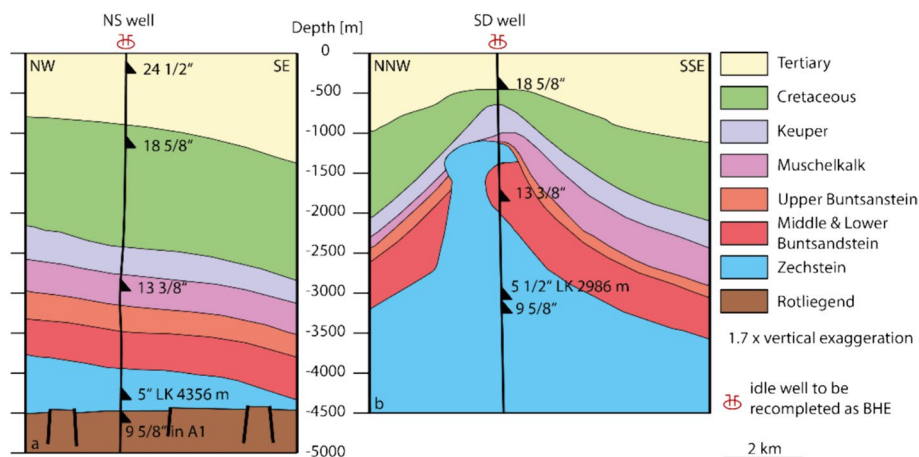 NS well
Depth [m]
SD well
NW
SE
24 1/2“
18 5/8“
13 3/8“
5“ LK 4356 m
9 5/8“ in A1
a
0
-500
-1000
-1500
-2000
-2500
-3000
-3500
-4000
-4500
-5000
NNW
SSE
18 5/8“
13 3/8“
5 1/2“ LK 2986 m
9 5/8“
b
Tertiary
Cretaceous
Keuper
Muschelkalk
Upper Buntsanstein
Middle & Lower
Buntsandstein
Zechstein
Rotliegend
1.7 x vertical exaggeration
idle well to be
recompleted as BHE
2 km